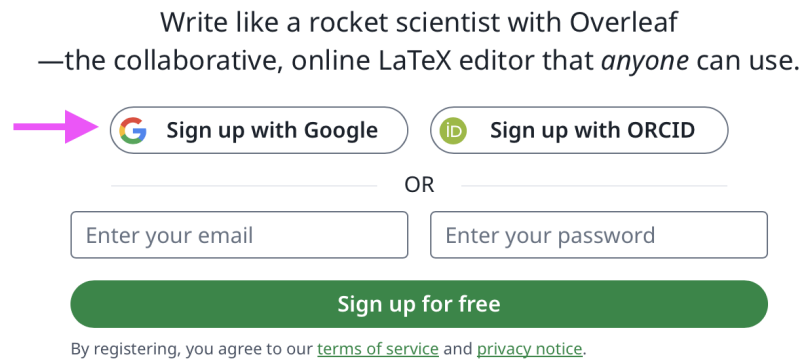 Write like a rocket scientist with Overleaf
—the collaborative, online LaTeX editor that anyone can use.
G Sign up with Google
iD Sign up with ORCID
OR
Enter your email
Enter your password
Sign up for free
By registering, you agree to our terms of service and privacy notice.